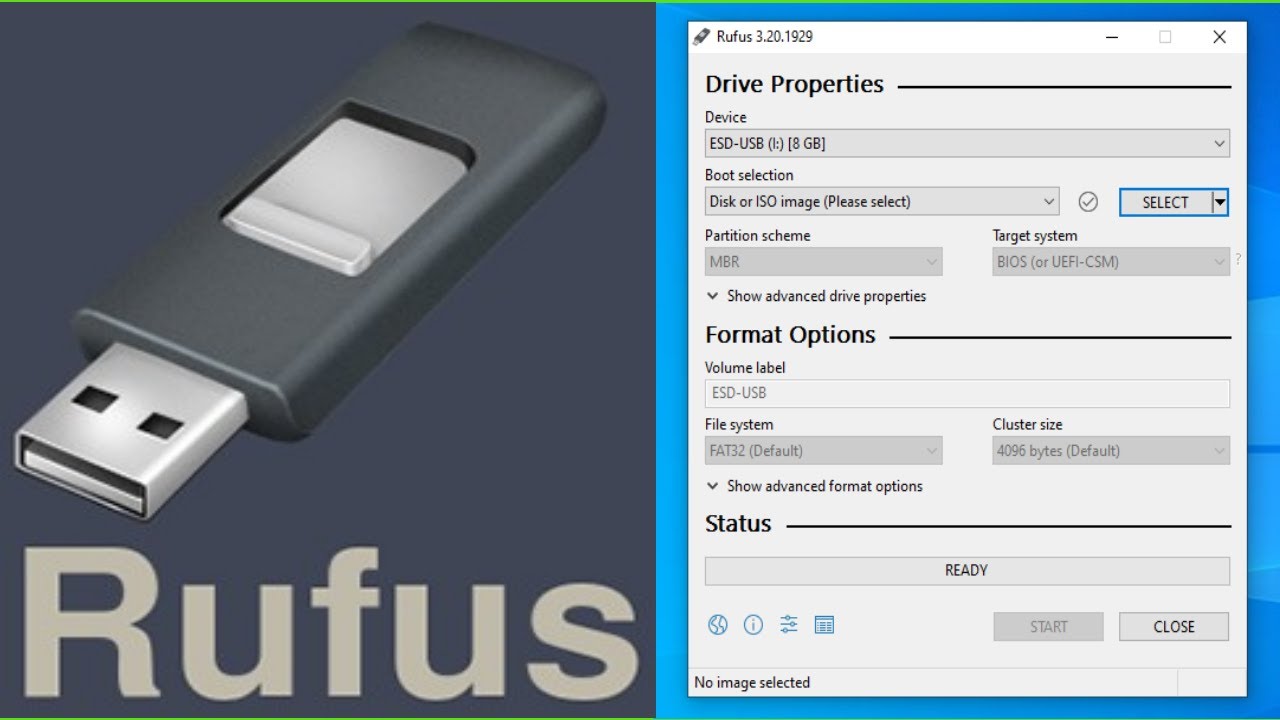 Rufus
Rufus 3.20.1929
Drive Properties
Device
ESD-USB (I:) [8 GB]
Boot selection
Disk or ISO image (Please select)
SELECT
Partition scheme
Target system
MBR
BIOS (or UEFI-CSM)
?
Show advanced drive properties
Format Options
Volume label
ESD-USB
File system
Cluster size
FAT32 (Default)
4096 bytes (Default)
Show advanced format options
Status
READY
START
CLOSE
No image selected